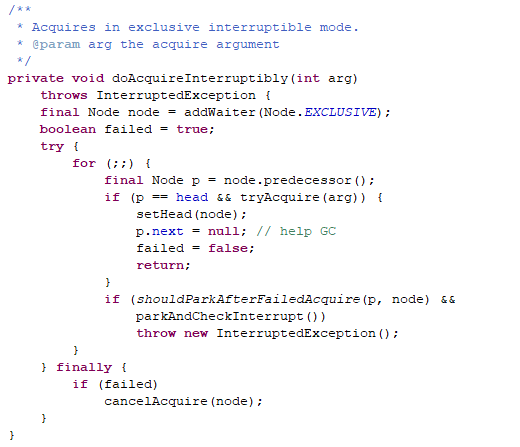 /**
 * Acquires in exclusive interruptible mode.
 * @param arg the acquire argument
 */
private void doAcquireInterruptibly(int arg)
    throws InterruptedException {
    final Node node = addWaiter(Node.EXCLUSIVE);
    boolean failed = true;
    try {
        for (;;) {
            final Node p = node.predecessor();
            if (p == head && tryAcquire(arg)) {
                setHead(node);
                p.next = null; // help GC
                failed = false;
                return;
            }
            if (shouldParkAfterFailedAcquire(p, node) &&
                parkAndCheckInterrupt())
                throw new InterruptedException();
        }
    } finally {
        if (failed)
            cancelAcquire(node);
    }
}